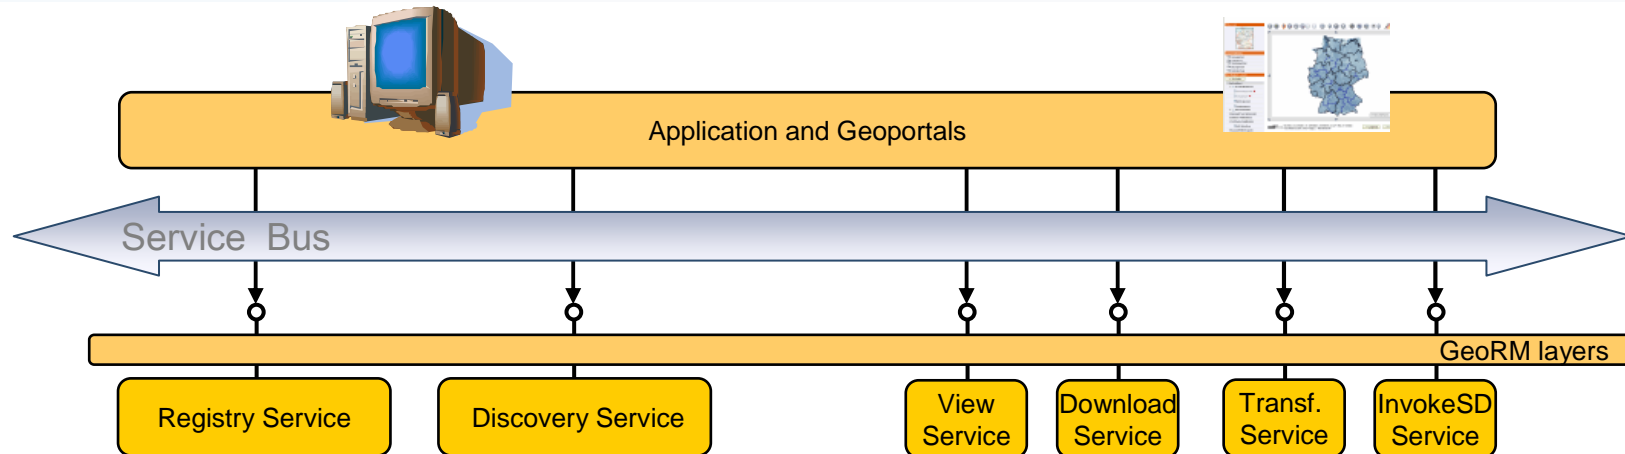 Application and Geoportals
Service Bus
GeoRM layers
Registry Service
Discovery Service
View
Service
Download
Service
Transf.
Service
InvokeSD
Service